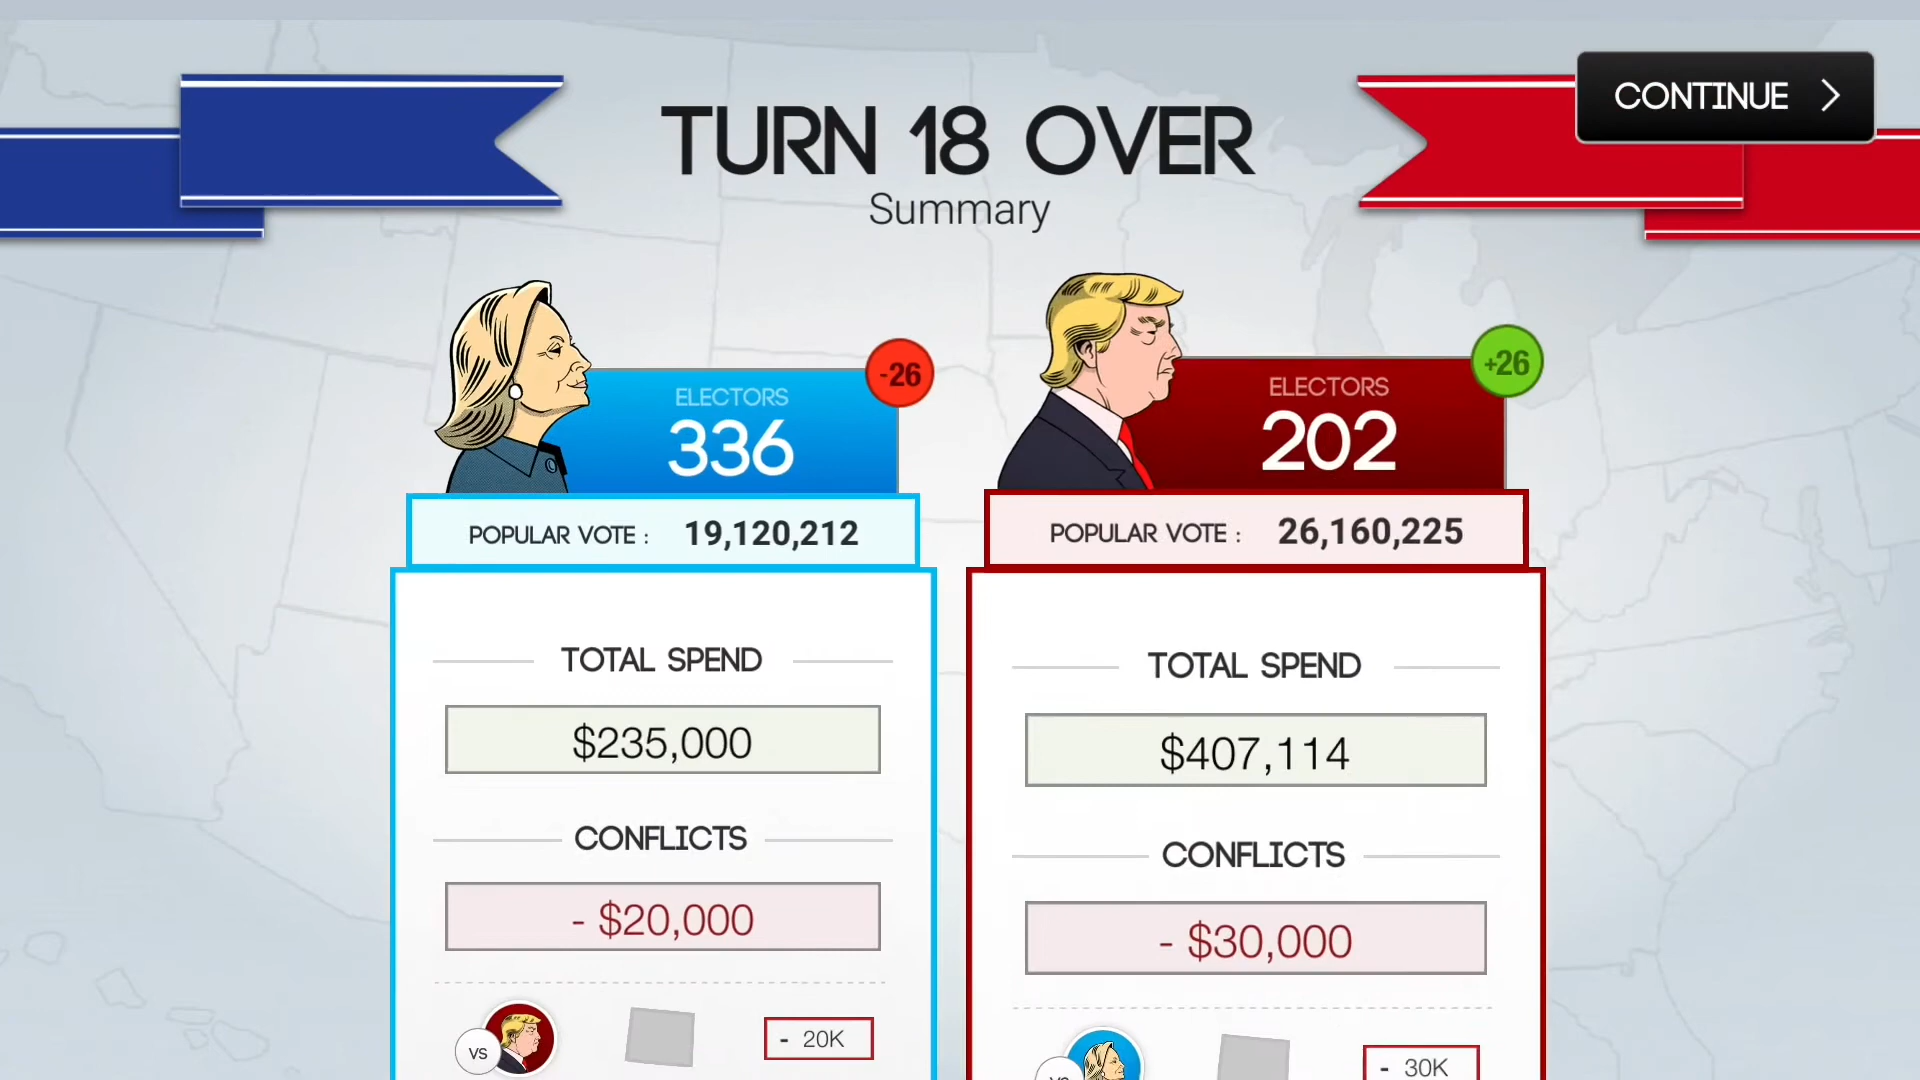 CONTINUE
TURN 18 OVER
Summary
-26
ELECTORS
336
POPULAR VOTE : 19,120,212
TOTAL SPEND
$235,000
CONFLICTS
- $20,000
VS
- 20K
+26
ELECTORS
202
POPULAR VOTE : 26,160,225
TOTAL SPEND
$407,114
CONFLICTS
- $30,000
VS
- 30K